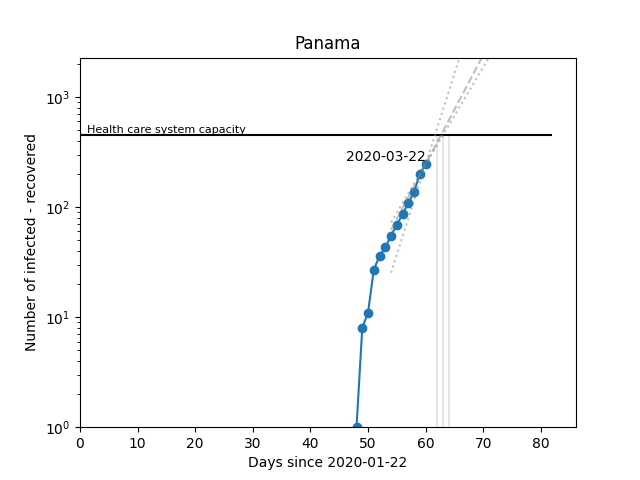 Panama
Number of infected - recovered
10³
10²
10¹
10⁰
Health care system capacity
2020-03-22
0 10 20 30 40 50 60 70 80
Days since 2020-01-22